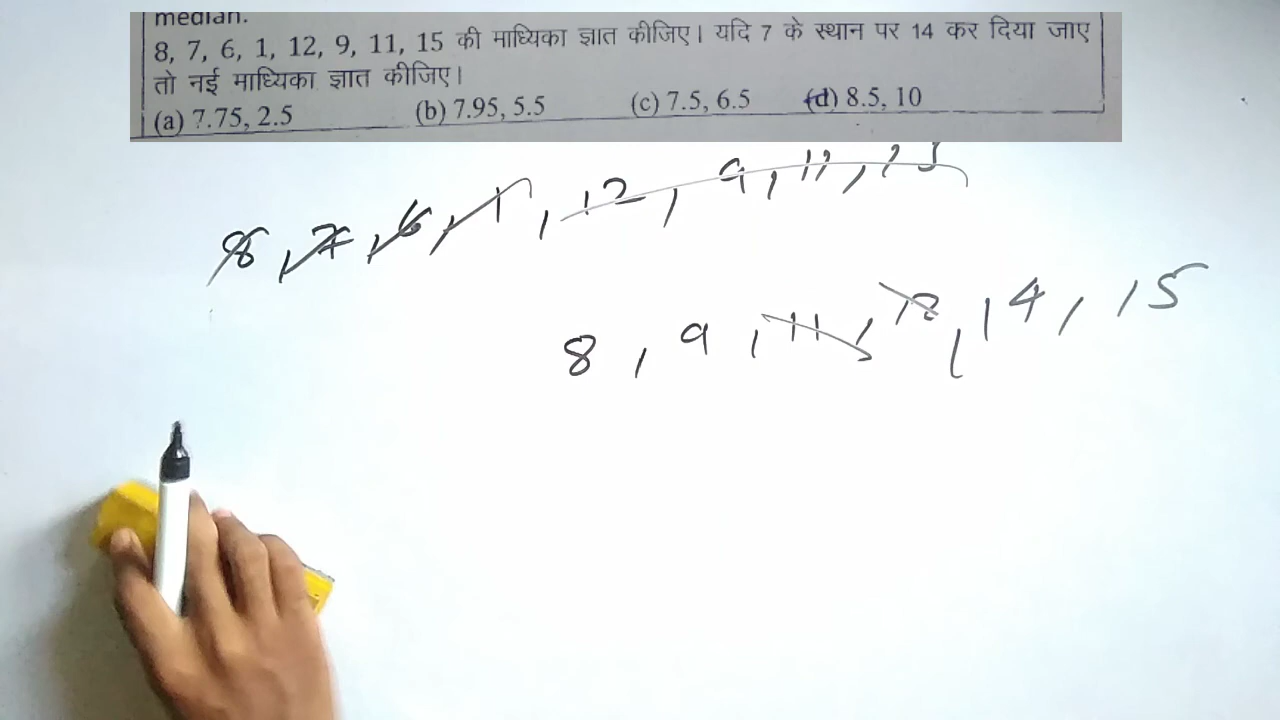 median.
8, 7, 6, 1, 12, 9, 11, 15 की माध्यिका ज्ञात कीजिए। यदि 7 के स्थान पर 14 कर दिया जाए
तो नई माध्यिका ज्ञात कीजिए।
(a) 7.75, 2.5 (b) 7.95, 5.5 (c) 7.5, 6.5 (d) 8.5, 10
8, 7, 6, 1, 12, 9, 11, 15
8, 9, 11, 12, 14, 15